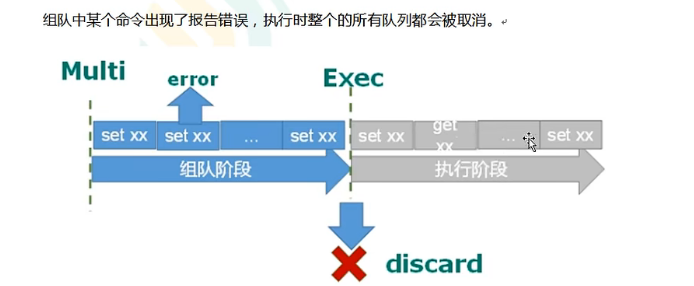 组队中某个命令出现了报告错误，执行时整个的所有队列都会被取消。
Multi
error
Exec
set xx
set xx
...
set xx
set xx
get xx
...
set xx
组队阶段
执行阶段
discard